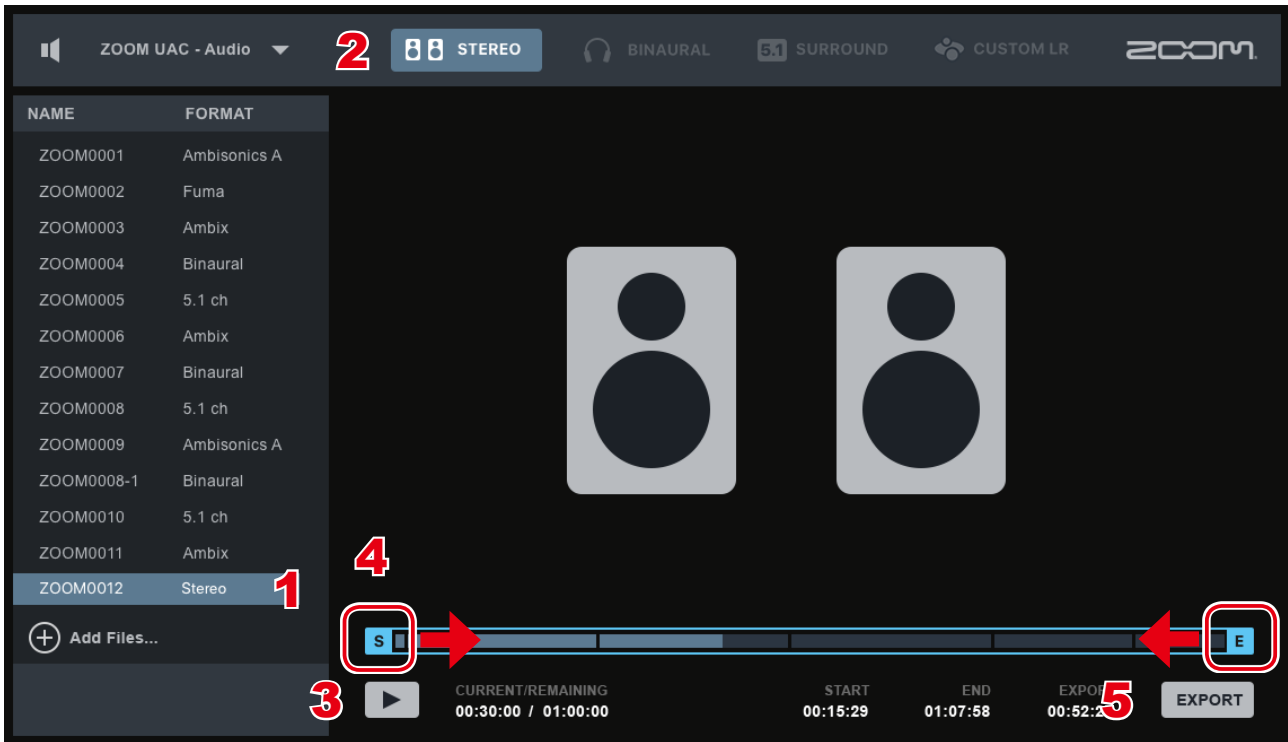 ZOOM UAC - Audio 2 STEREO BINAURAL 5.1 SURROUND CUSTOM LR ZOOM
NAME FORMAT
ZOOM0001 Ambisonics A
ZOOM0002 Fuma
ZOOM0003 Ambix
ZOOM0004 Binaural
ZOOM0005 5.1 ch
ZOOM0006 Ambix
ZOOM0007 Binaural
ZOOM0008 5.1 ch
ZOOM0009 Ambisonics A
ZOOM0008-1 Binaural
ZOOM0010 5.1 ch
ZOOM0011 Ambix
ZOOM0012 Stereo 1
Add Files...
4
S E
3
CURRENT/REMAINING START END
00:30:00 / 01:00:00 00:15:29 01:07:58
5 EXPORT